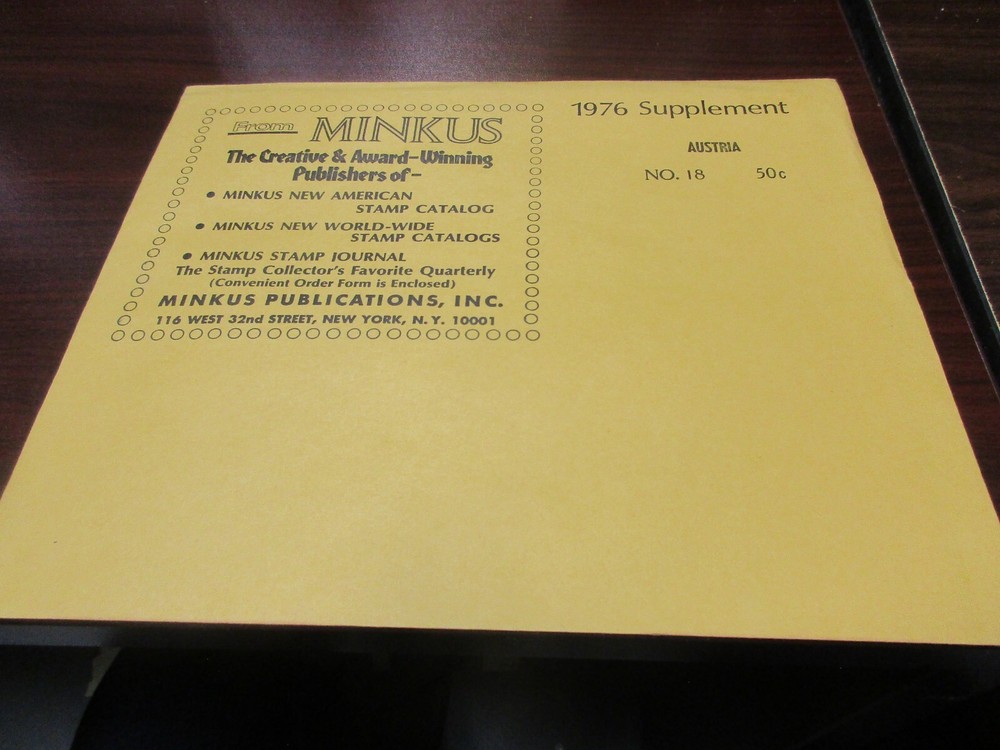 From MINKUS
The Creative & Award-Winning
Publishers of-
● MINKUS NEW AMERICAN
STAMP CATALOG
● MINKUS NEW WORLD-WIDE
STAMP CATALOGS
● MINKUS STAMP JOURNAL
The Stamp Collector's Favorite Quarterly
(Convenient Order Form is Enclosed)
MINKUS PUBLICATIONS, INC.
116 WEST 32nd STREET, NEW YORK, N.Y. 10001
1976 Supplement
AUSTRIA
NO. 18 50c